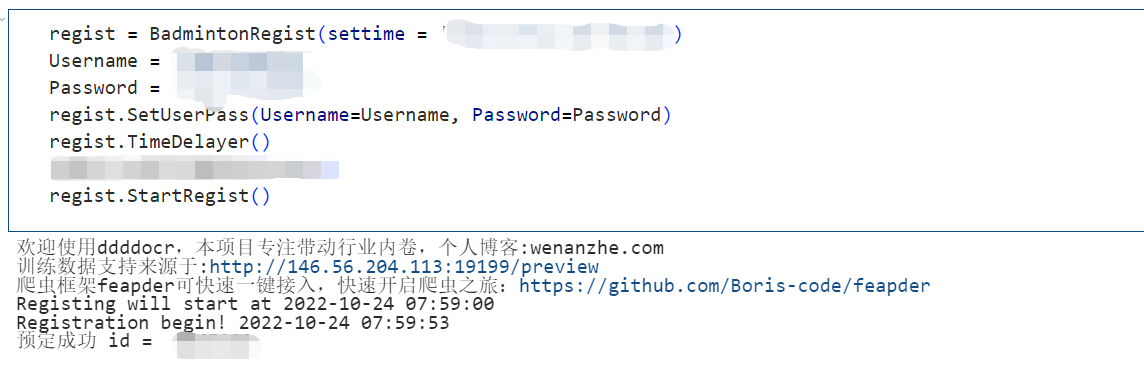 regist = BadmintonRegist(settime = )
Username =
Password =
regist.SetUserPass(Username=Username, Password=Password)
regist.TimeDelayer()
regist.StartRegist()
欢迎使用ddddocr，本项目专注带动行业内卷，个人博客:wenanzhe.com
训练数据支持来源于:http://146.56.204.113:19199/preview
爬虫框架feapder可快速一键接入，快速开启爬虫之旅：https://github.com/Boris-code/feapder
Registing will start at 2022-10-24 07:59:00
Registration begin! 2022-10-24 07:59:53
预定成功 id =